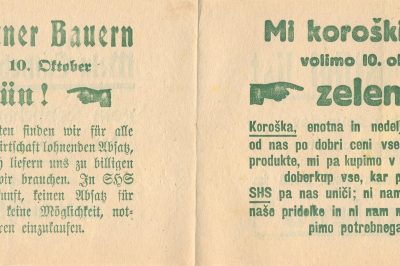 ner Bauern
10. Oktober
ün!
ten finden wir für alle
irtschaft lohnenden Absatz,
h liefern uns zu billigen
wir brauchen. In SHS
kunft, keinen Absatz für
keine Möglichkeit, not-
ren einzukaufen.
Mi koroški
volimo 10. ok
zelen
Koroška, enotna in nedelj
od nas po dobri ceni vse
produkte, mi pa kupimo v
doberkup vse, kar p
SHS pa nas uniči; ni nam
naše pridelke in ni nam m
pimo potrebnega